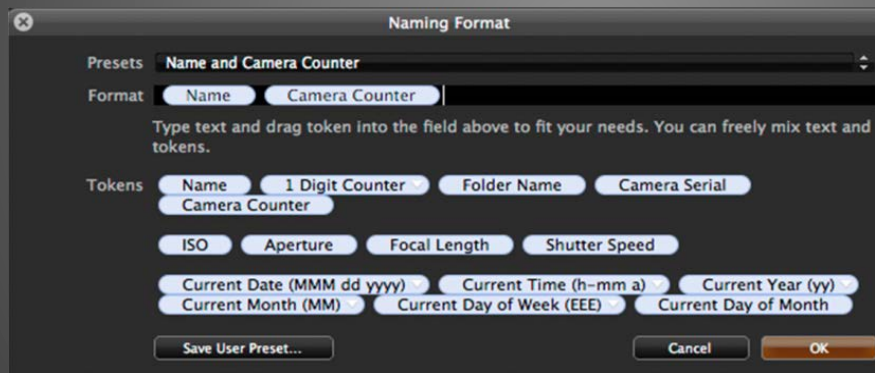 Naming Format
Presets Name and Camera Counter
Format Name Camera Counter
Type text and drag token into the field above to fit your needs. You can freely mix text and
tokens.
Tokens Name 1 Digit Counter Folder Name Camera Serial
Camera Counter
ISO Aperture Focal Length Shutter Speed
Current Date (MMM dd yyyy) Current Time (h-mm a) Current Year (yy)
Current Month (MM) Current Day of Week (EEE) Current Day of Month
Save User Preset... Cancel OK